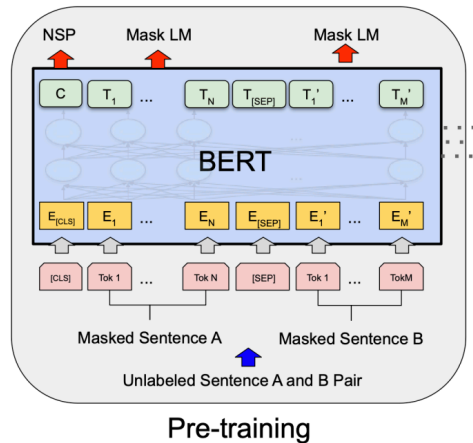 NSP Mask LM Mask LM
C T1 ... TN T[SEP] T1' ... TM'
BERT
E[CLS] E1 ... EN E[SEP] E1' ... EM'
[CLS] Tok 1 ... Tok N [SEP] Tok 1 ... TokM
Masked Sentence A Masked Sentence B
Unlabeled Sentence A and B Pair
Pre-training